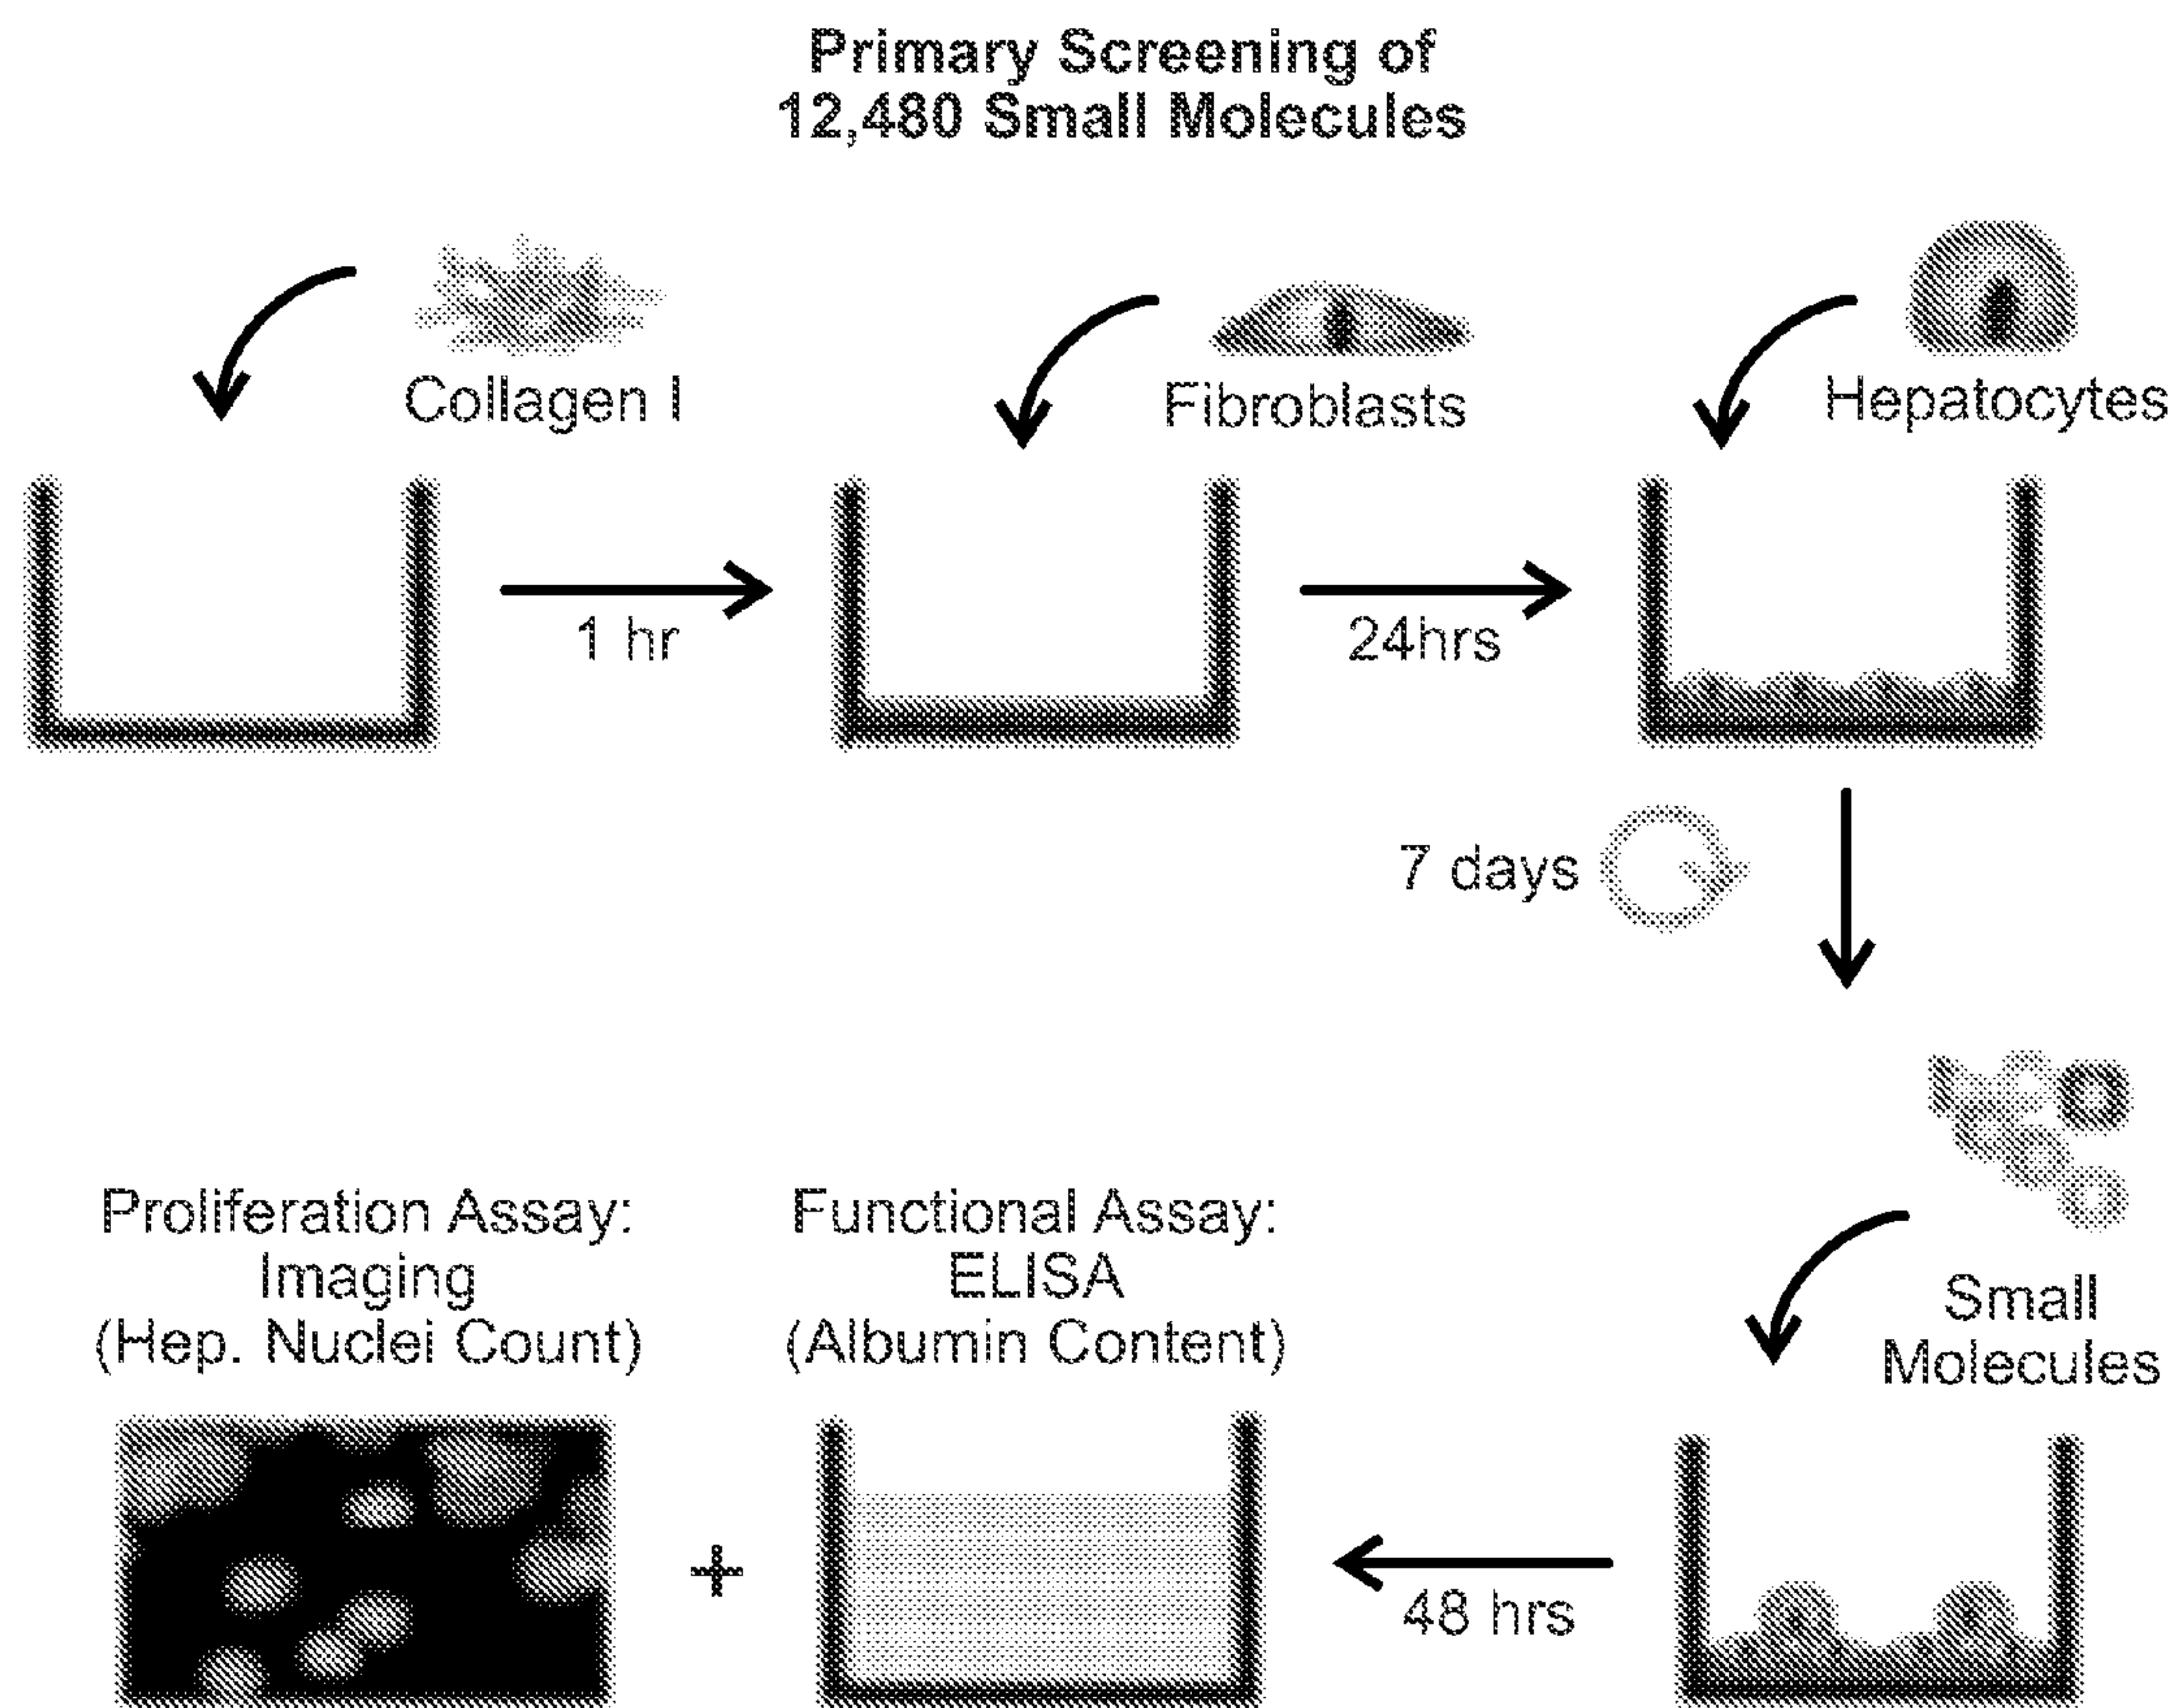 Primary Screening of
12,480 Small Molecules
Collagen I
Fibroblasts
Hepatocytes
1 hr
24hrs
7 days
Small
Molecules
48 hrs
Functional Assay:
ELISA
(Albumin Content)
+
Proliferation Assay:
Imaging
(Hep. Nuclei Count)